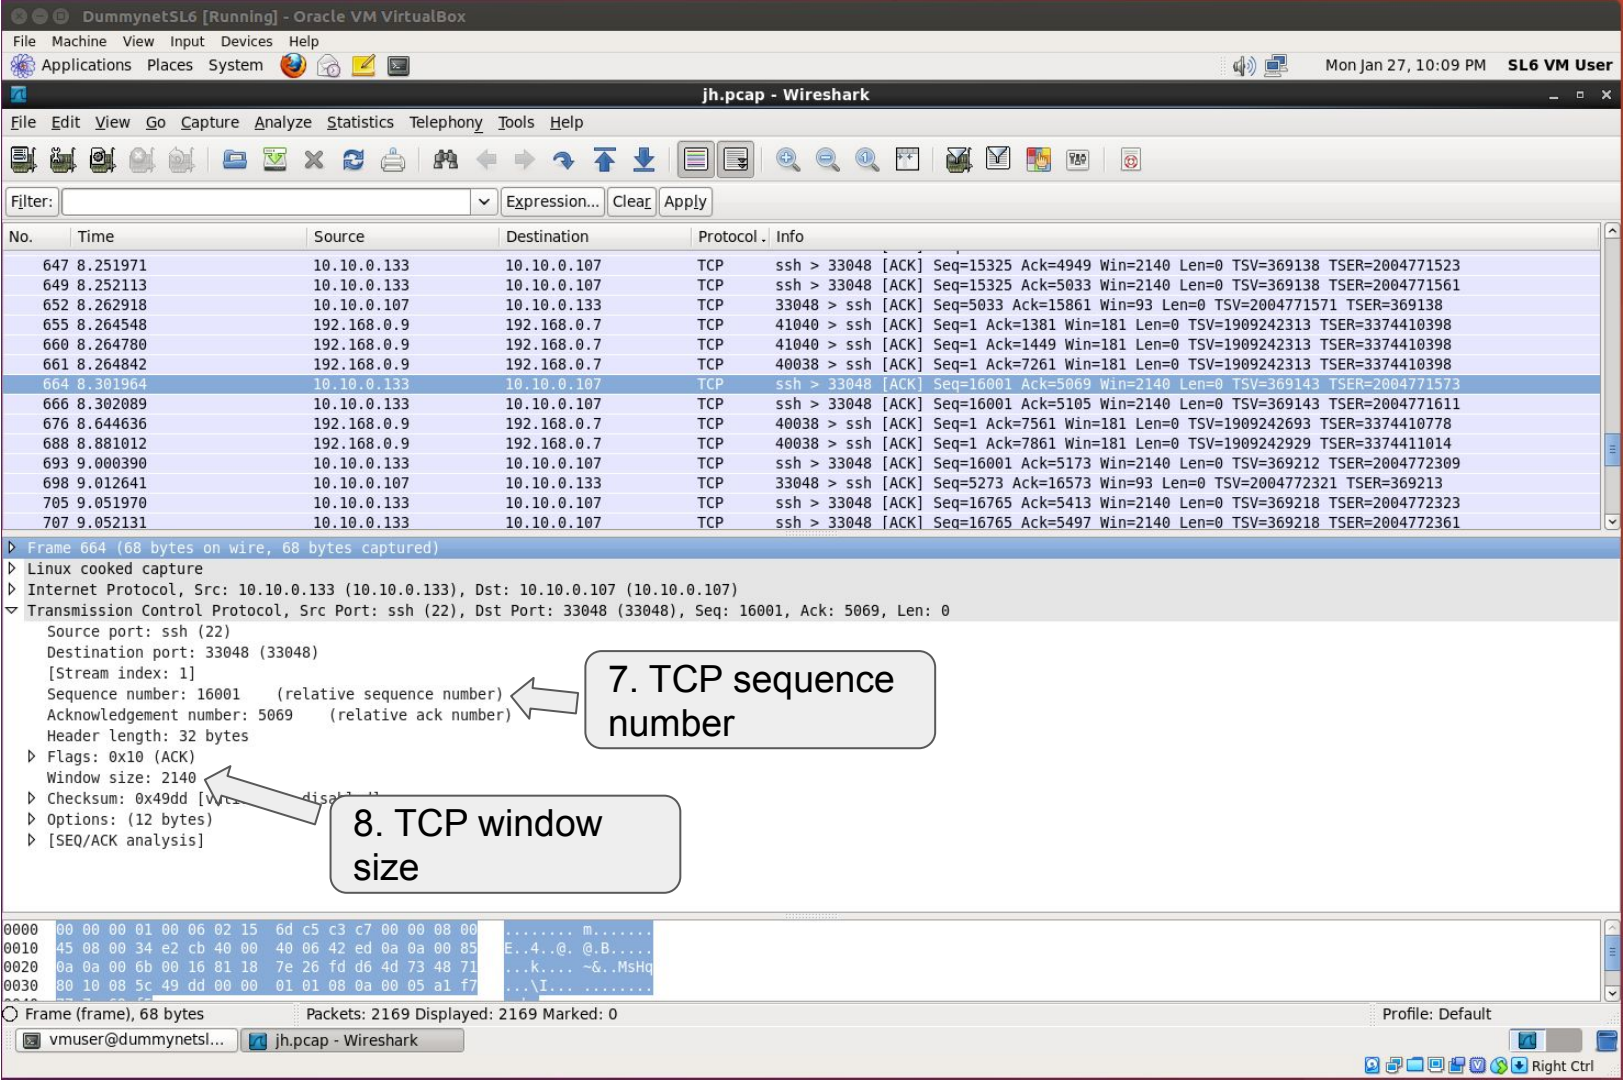 DummynetSL6 [Running] - Oracle VM VirtualBox
File Machine View Input Devices Help
Applications Places System Mon Jan 27, 10:09 PM SL6 VM User
jh.pcap - Wireshark
File Edit View Go Capture Analyze Statistics Telephony Tools Help
Filter: Expression... Clear Apply
No. Time Source Destination Protocol Info
647 8.251971 10.10.0.133 10.10.0.107 TCP ssh > 33048 [ACK] Seq=15325 Ack=4949 Win=2140 Len=0 TSV=369138 TSER=2004771523
649 8.252113 10.10.0.133 10.10.0.107 TCP ssh > 33048 [ACK] Seq=15325 Ack=5033 Win=2140 Len=0 TSV=369138 TSER=2004771561
652 8.262918 10.10.0.107 10.10.0.133 TCP 33048 > ssh [ACK] Seq=5033 Ack=15861 Win=93 Len=0 TSV=2004771571 TSER=369138
655 8.264548 192.168.0.9 192.168.0.7 TCP 41040 > ssh [ACK] Seq=1 Ack=1381 Win=181 Len=0 TSV=1909242313 TSER=3374410398
660 8.264780 192.168.0.9 192.168.0.7 TCP 41040 > ssh [ACK] Seq=1 Ack=1449 Win=181 Len=0 TSV=1909242313 TSER=3374410398
661 8.264842 192.168.0.9 192.168.0.7 TCP 40038 > ssh [ACK] Seq=1 Ack=7261 Win=181 Len=0 TSV=1909242313 TSER=3374410398
664 8.301964 10.10.0.133 10.10.0.107 TCP ssh > 33048 [ACK] Seq=16001 Ack=5069 Win=2140 Len=0 TSV=369143 TSER=2004771573
666 8.302089 10.10.0.133 10.10.0.107 TCP ssh > 33048 [ACK] Seq=16001 Ack=5105 Win=2140 Len=0 TSV=369143 TSER=2004771611
676 8.644636 192.168.0.9 192.168.0.7 TCP 40038 > ssh [ACK] Seq=1 Ack=7561 Win=181 Len=0 TSV=1909242693 TSER=3374410778
688 8.881012 192.168.0.9 192.168.0.7 TCP 40038 > ssh [ACK] Seq=1 Ack=7861 Win=181 Len=0 TSV=1909242929 TSER=3374411014
693 9.000390 10.10.0.133 10.10.0.107 TCP ssh > 33048 [ACK] Seq=16001 Ack=5173 Win=2140 Len=0 TSV=369212 TSER=2004772309
698 9.012641 10.10.0.107 10.10.0.133 TCP 33048 > ssh [ACK] Seq=5273 Ack=16573 Win=93 Len=0 TSV=2004772321 TSER=369213
705 9.051970 10.10.0.133 10.10.0.107 TCP ssh > 33048 [ACK] Seq=16765 Ack=5413 Win=2140 Len=0 TSV=369218 TSER=2004772323
707 9.052131 10.10.0.133 10.10.0.107 TCP ssh > 33048 [ACK] Seq=16765 Ack=5497 Win=2140 Len=0 TSV=369218 TSER=2004772361
Frame 664 (68 bytes on wire, 68 bytes captured)
Linux cooked capture
Internet Protocol, Src: 10.10.0.133 (10.10.0.133), Dst: 10.10.0.107 (10.10.0.107)
Transmission Control Protocol, Src Port: ssh (22), Dst Port: 33048 (33048), Seq: 16001, Ack: 5069, Len: 0
Source port: ssh (22)
Destination port: 33048 (33048)
[Stream index: 1]
Sequence number: 16001 (relative sequence number)
Acknowledgement number: 5069 (relative ack number)
Header length: 32 bytes
Flags: 0x10 (ACK)
Window size: 2140
Checksum: 0x49dd
Options: (12 bytes)
[SEQ/ACK analysis]
7. TCP sequence
number
8. TCP window
size
0000 00 00 00 01 00 06 02 15 6d c5 c3 c7 00 00 08 00 ........ m.......
0010 45 08 00 34 e2 cb 40 00 40 06 42 ed 0a 0a 00 85 E..4..@. @.B.....
0020 0a 0a 00 6b 00 16 81 18 7e 26 fd d6 4d 73 48 71 ...k.... ~&..MsHq
0030 80 10 08 5c 49 dd 00 00 01 01 08 0a 00 05 a1 f7 ...\I... ........
Frame (frame), 68 bytes Packets: 2169 Displayed: 2169 Marked: 0 Profile: Default
vmuser@dummynetsl... jh.pcap - Wireshark
Right Ctrl